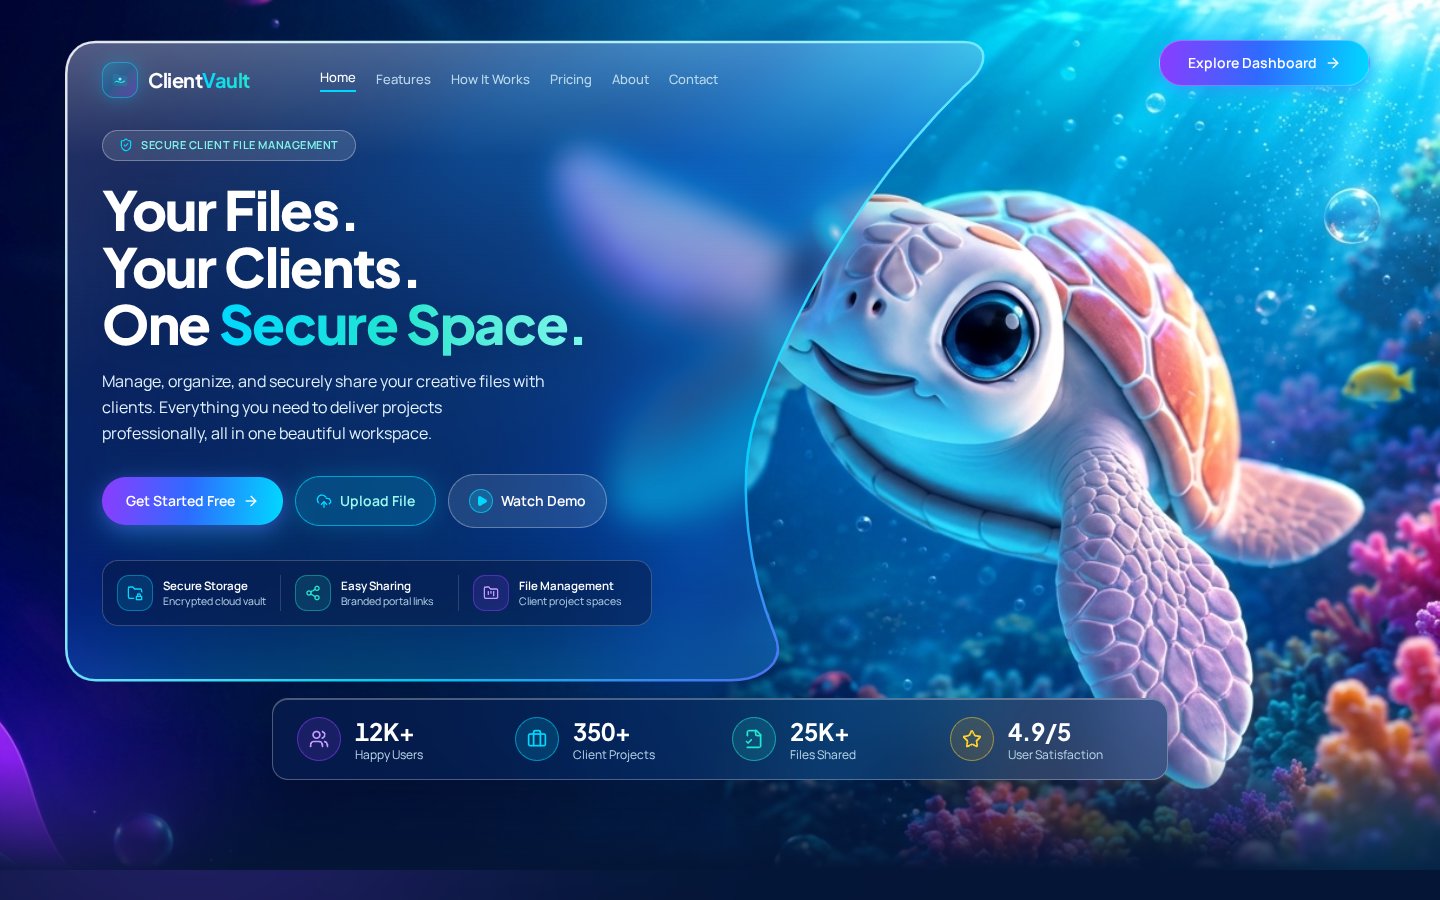 ClientVault
Home
Features
How It Works
Pricing
About
Contact
Explore Dashboard
SECURE CLIENT FILE MANAGEMENT
Your Files.
Your Clients.
One Secure Space.
Manage, organize, and securely share your creative files with
clients. Everything you need to deliver projects
professionally, all in one beautiful workspace.
Get Started Free
Upload File
Watch Demo
Secure Storage
Encrypted cloud vault
Easy Sharing
Branded portal links
File Management
Client project spaces
12K+
Happy Users
350+
Client Projects
25K+
Files Shared
4.9/5
User Satisfaction